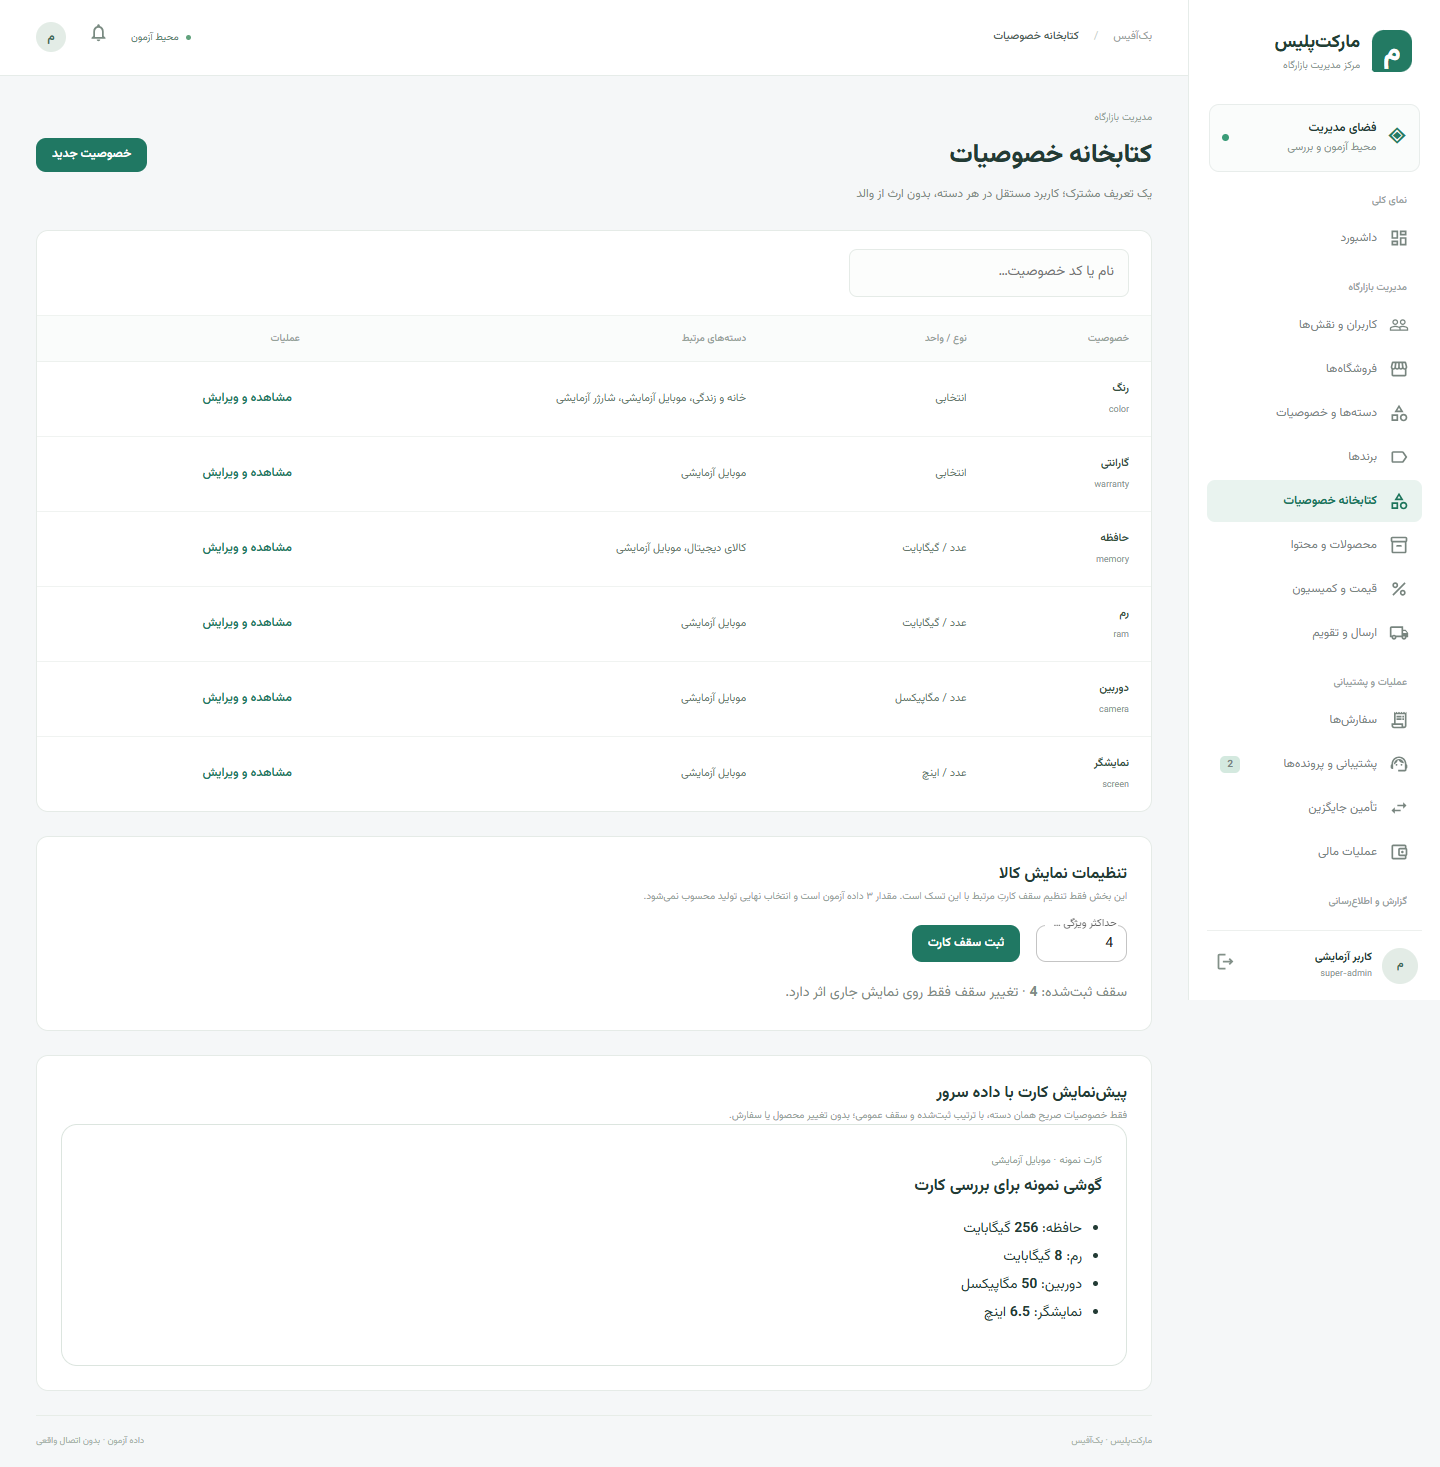 م
مارکت‌پلیس
مرکز مدیریت بازارگاه
فضای مدیریت
محیط آزمون و بررسی
نمای کلی
داشبورد
مدیریت بازارگاه
کاربران و نقش‌ها
فروشگاه‌ها
دسته‌ها و خصوصیات
برندها
کتابخانه خصوصیات
محصولات و محتوا
قیمت و کمیسیون
ارسال و تقویم
عملیات و پشتیبانی
سفارش‌ها
پشتیبانی و پرونده‌ها 2
تأمین جایگزین
عملیات مالی
گزارش و اطلاع‌رسانی
م
کاربر آزمایشی
super-admin
بک‌آفیس / کتابخانه خصوصیات
محیط آزمون
م
مدیریت بازارگاه
کتابخانه خصوصیات
خصوصیت جدید
یک تعریف مشترک؛ کاربرد مستقل در هر دسته، بدون ارث از والد
نام یا کد خصوصیت...
خصوصیت نوع / واحد دسته‌های مرتبط عملیات
رنگ
color
انتخابی
خانه و زندگی، موبایل آزمایشی، شارژر آزمایشی
مشاهده و ویرایش
گارانتی
warranty
انتخابی
موبایل آزمایشی
مشاهده و ویرایش
حافظه
memory
عدد / گیگابایت
کالای دیجیتال، موبایل آزمایشی
مشاهده و ویرایش
رم
ram
عدد / گیگابایت
موبایل آزمایشی
مشاهده و ویرایش
دوربین
camera
عدد / مگاپیکسل
موبایل آزمایشی
مشاهده و ویرایش
نمایشگر
screen
عدد / اینچ
موبایل آزمایشی
مشاهده و ویرایش
تنظیمات نمایش کالا
این بخش فقط تنظیم سقف کارتِ مرتبط با این تسک است. مقدار ۳ داده آزمون است و انتخاب نهایی تولید محسوب نمی‌شود.
حداکثر ویژگی ...
4
ثبت سقف کارت
سقف ثبت‌شده: 4 · تغییر سقف فقط روی نمایش جاری اثر دارد.
پیش‌نمایش کارت با داده سرور
فقط خصوصیات صریح همان دسته، با ترتیب ثبت‌شده و سقف عمومی؛ بدون تغییر محصول یا سفارش.
کارت نمونه · موبایل آزمایشی
گوشی نمونه برای بررسی کارت
• حافظه: 256 گیگابایت
• رم: 8 گیگابایت
• دوربین: 50 مگاپیکسل
• نمایشگر: 6.5 اینچ
مارکت‌پلیس · بک‌آفیس
داده آزمون · بدون اتصال واقعی